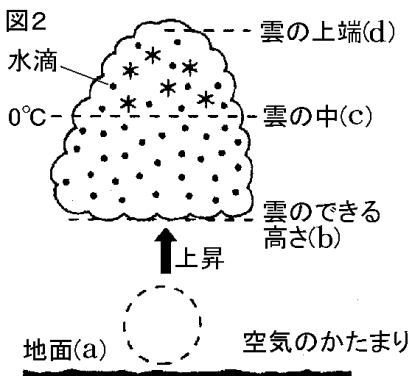 図2
水滴
0℃
雲の上端(d)
雲の中(c)
雲のできる
高さ(b)
上昇
地面(a)
空気のかたまり